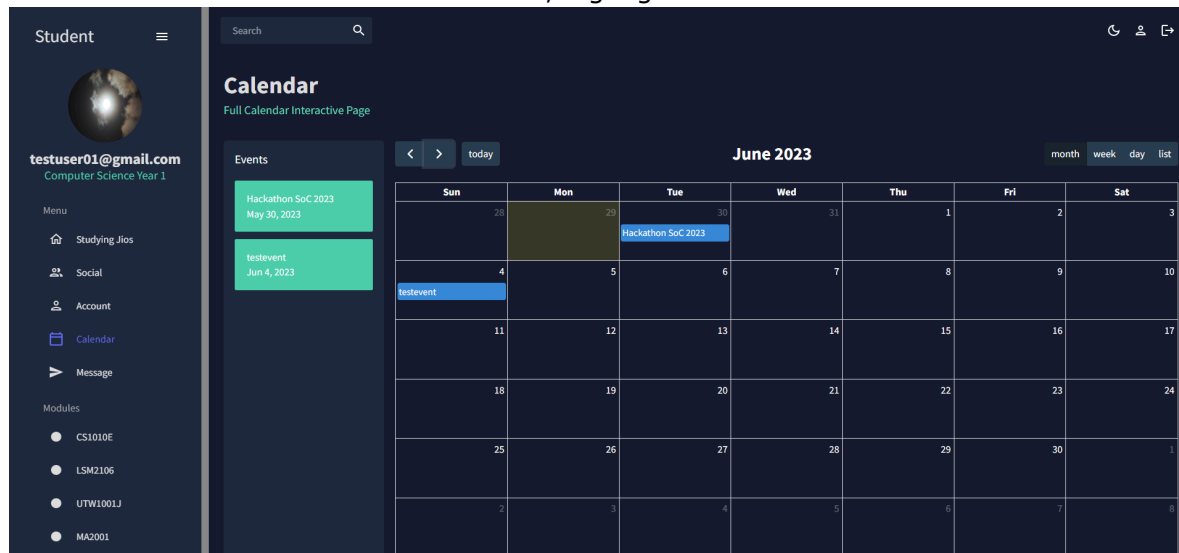 Student
testuser01@gmail.com
Computer Science Year 1
Menu
Studying Jios
Social
Account
Calendar
Message
Modules
CS1010E
LSM2106
UTW1001J
MA2001
Search
Calendar
Full Calendar Interactive Page
Events
Hackathon SoC 2023
May 30, 2023
testevent
Jun 4, 2023
today
June 2023
month week day list
Sun Mon Tue Wed Thu Fri Sat
28 29 30 31 1 2 3
Hackathon SoC 2023
4 5 6 7 8 9 10
testevent
11 12 13 14 15 16 17
18 19 20 21 22 23 24
25 26 27 28 29 30 1
2 3 4 5 6 7 8